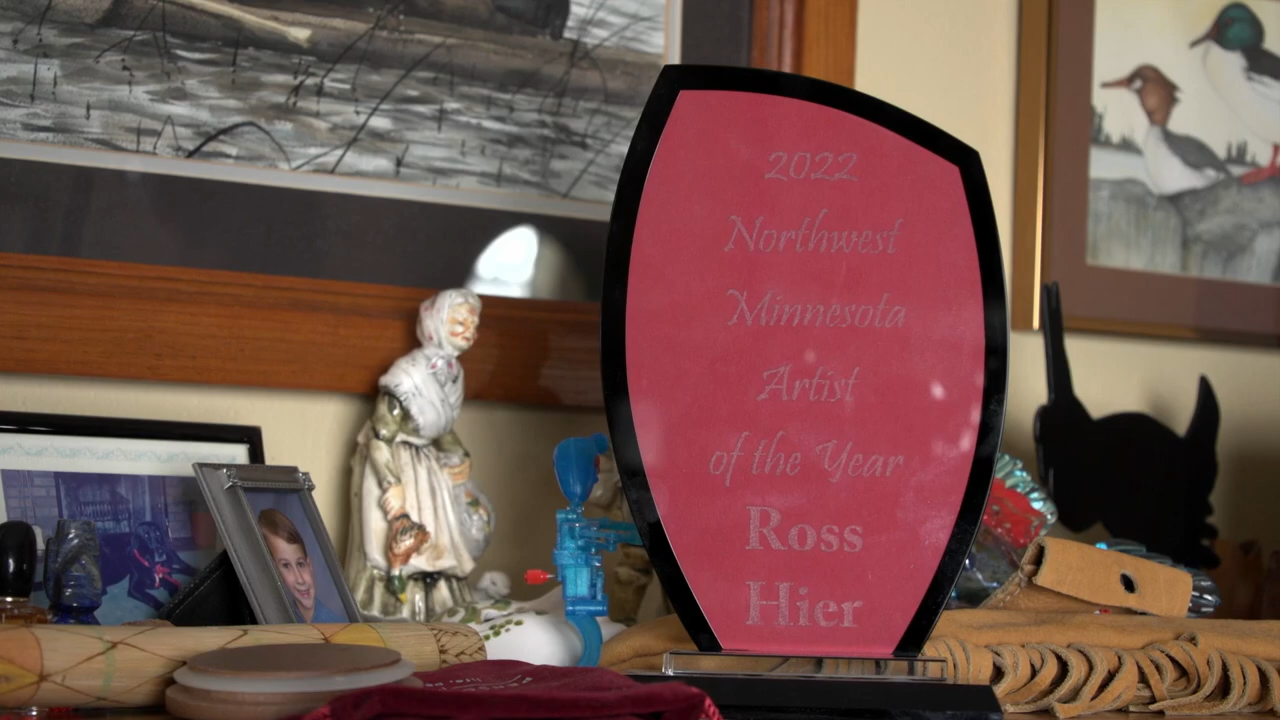 2022
Northwest
Minnesota
Artist
of the Year
Ross
Hier